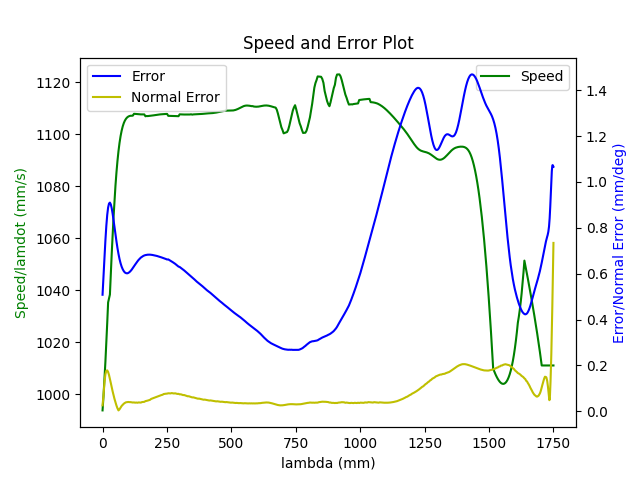 Speed and Error Plot
Error
Normal Error
Speed
1120
1100
1080
1060
1040
1020
1000
Speed/lamdot (mm/s)
1.4
1.2
1.0
0.8
0.6
0.4
0.2
0.0
Error/Normal Error (mm/deg)
0 250 500 750 1000 1250 1500 1750
lambda (mm)